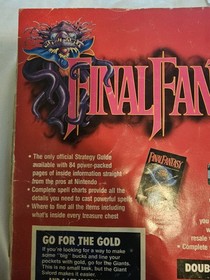 FINAL FAN
• The only official Strategy Guide
available with 84 power-packed
pages of inside information straight
from the pros at Nintendo
• Complete spell charts provide all the
details you need to cast powerful spells
• Where to find all the items including
what's inside every treasure chest
FINAL FANTASY
GO FOR THE GOLD
If you're looking for a way to make
some "big" bucks and line your
pockets with gold, go for the Giants.
This is no small task, but the Giant
Sword makes it easier.
resale
DOUB